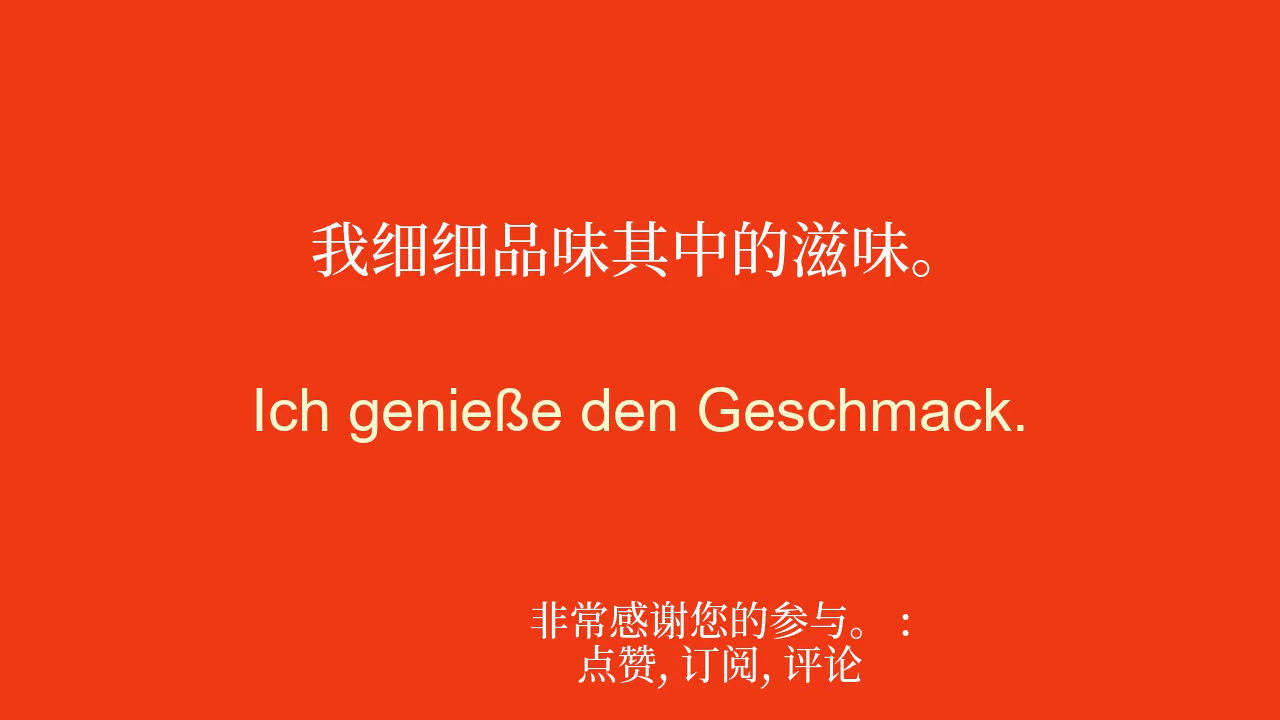 我细细品味其中的滋味。
Ich genieße den Geschmack.
非常感谢您的参与。 :
点赞, 订阅, 评论